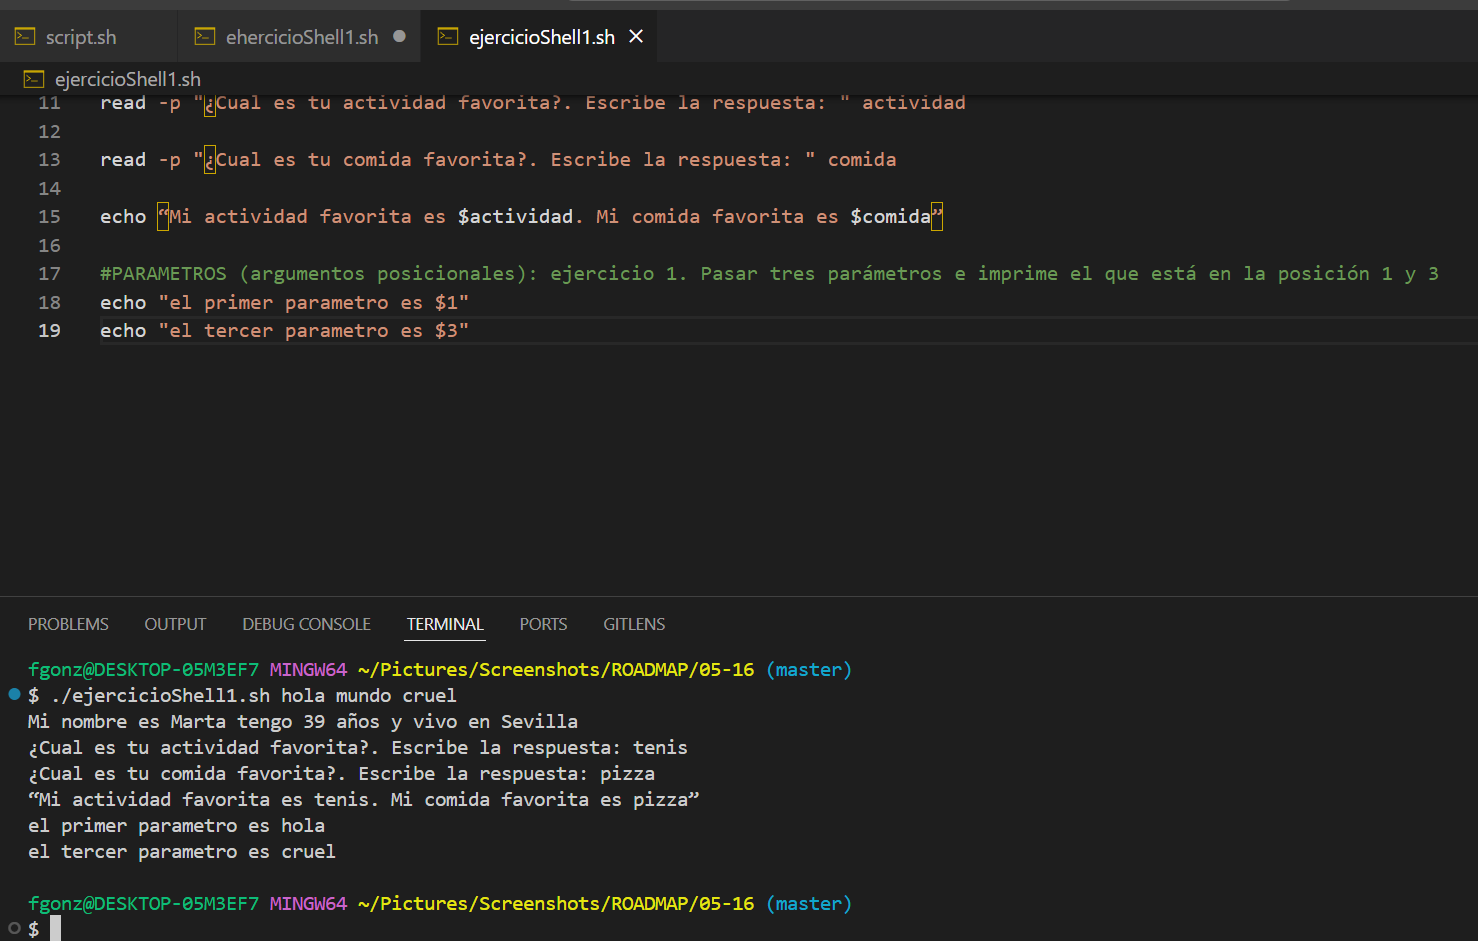 script.sh
ehercicioShell1.sh
ejercicioShell1.sh
ejercicioShell1.sh
11 read -p "¿Cual es tu actividad favorita?. Escribe la respuesta: " actividad
12
13 read -p "¿Cual es tu comida favorita?. Escribe la respuesta: " comida
14
15 echo “Mi actividad favorita es $actividad. Mi comida favorita es $comida”
16
17 #PARAMETROS (argumentos posicionales): ejercicio 1. Pasar tres parámetros e imprime el que está en la posición 1 y 3
18 echo "el primer parametro es $1"
19 echo "el tercer parametro es $3"
PROBLEMS OUTPUT DEBUG CONSOLE TERMINAL PORTS GITLENS
fgonz@DESKTOP-05M3EF7 MINGW64 ~/Pictures/Screenshots/ROADMAP/05-16 (master)
$ ./ejercicioShell1.sh hola mundo cruel
Mi nombre es Marta tengo 39 años y vivo en Sevilla
¿Cual es tu actividad favorita?. Escribe la respuesta: tenis
¿Cual es tu comida favorita?. Escribe la respuesta: pizza
“Mi actividad favorita es tenis. Mi comida favorita es pizza”
el primer parametro es hola
el tercer parametro es cruel
fgonz@DESKTOP-05M3EF7 MINGW64 ~/Pictures/Screenshots/ROADMAP/05-16 (master)
$